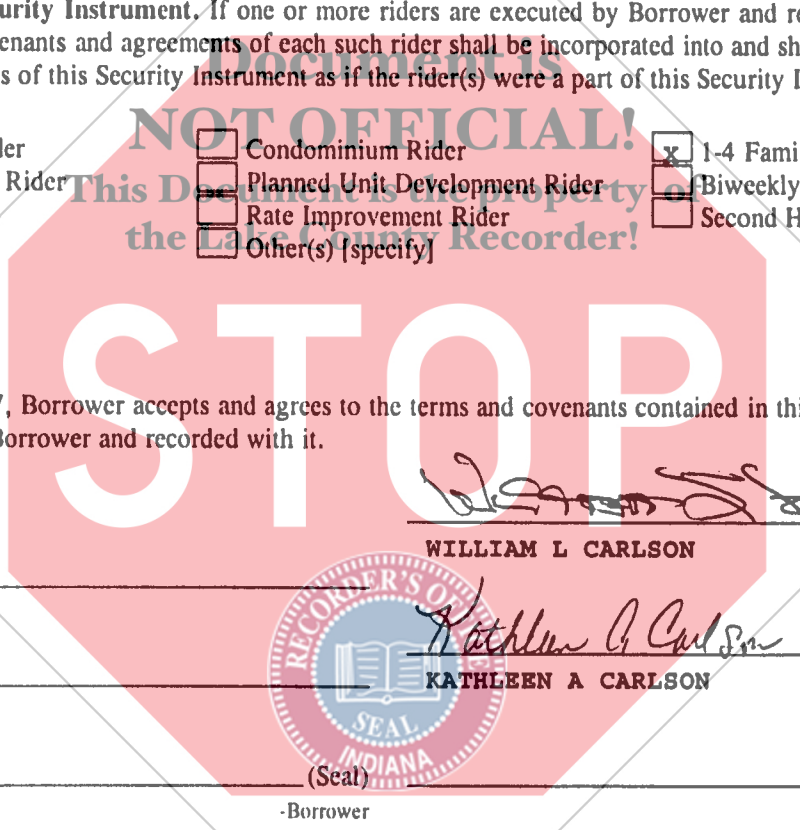 urity Instrument. If one or more riders are executed by Borrower and re
enants and agreements of each such rider shall be incorporated into and sh
s of this Security Instrument as if the rider(s) were a part of this Security I
Document is
NOT OFFICIAL!
This Document is the property of
the Lake County Recorder!
STOP
der Condominium Rider x 1-4 Fami
Rider Planned Unit Development Rider Biweekly
Rate Improvement Rider Second H
Other(s) [specify]
, Borrower accepts and agrees to the terms and covenants contained in thi
Borrower and recorded with it.
WILLIAM L CARLSON
Kathleen A Carlson
KATHLEEN A CARLSON
RECORDER'S OF
SEAL
INDIANA
(Seal)
-Borrower